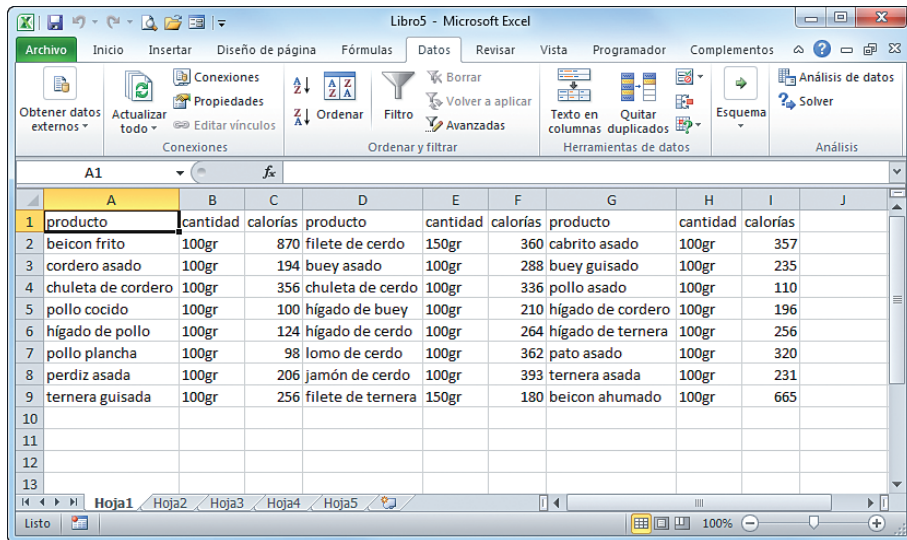 Libro5 - Microsoft Excel
Archivo Inicio Insertar Diseño de página Fórmulas Datos Revisar Vista Programador Complementos
Obtener datos externos
Actualizar todo
Conexiones
Propiedades
Editar vínculos
Conexiones
Ordenar
Filtro
Borrar
Volver a aplicar
Avanzadas
Ordenar y filtrar
Texto en columnas
Quitar duplicados
Herramientas de datos
Esquema
Análisis de datos
Solver
Análisis
A1 fx
A B C D E F G H I J
1 producto cantidad calorías producto cantidad calorías producto cantidad calorías
2 beicon frito 100gr 870 filete de cerdo 150gr 360 cabrito asado 100gr 357
3 cordero asado 100gr 194 buey asado 100gr 288 buey guisado 100gr 235
4 chuleta de cordero 100gr 356 chuleta de cerdo 100gr 336 pollo asado 100gr 110
5 pollo cocido 100gr 100 hígado de buey 100gr 210 hígado de cordero 100gr 196
6 hígado de pollo 100gr 124 hígado de cerdo 100gr 264 hígado de ternera 100gr 256
7 pollo plancha 100gr 98 lomo de cerdo 100gr 362 pato asado 100gr 320
8 perdiz asada 100gr 206 jamón de cerdo 100gr 393 ternera asada 100gr 231
9 ternera guisada 100gr 256 filete de ternera 150gr 180 beicon ahumado 100gr 665
10
11
12
13
Hoja1 Hoja2 Hoja3 Hoja4 Hoja5
Listo 100%